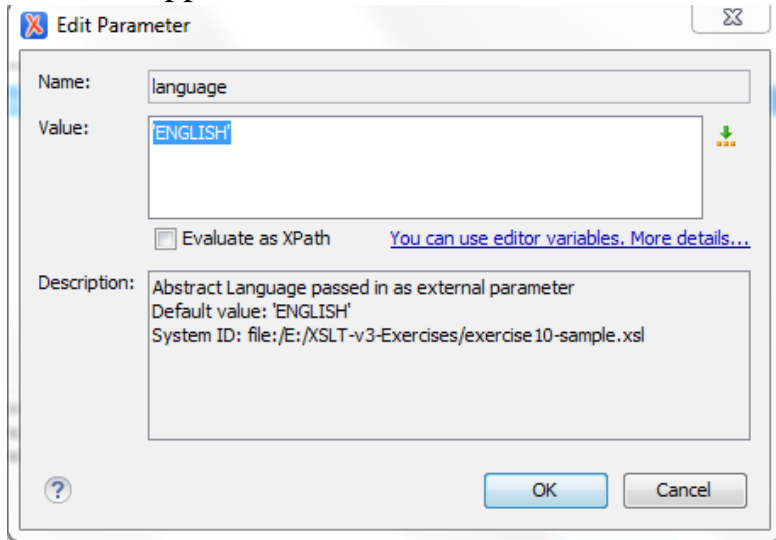 Edit Parameter
Name:
language
Value:
'ENGLISH'
Evaluate as XPath
You can use editor variables. More details...
Description:
Abstract Language passed in as external parameter
Default value: 'ENGLISH'
System ID: file:/E:/XSLT-v3-Exercises/exercise10-sample.xsl
?
OK
Cancel